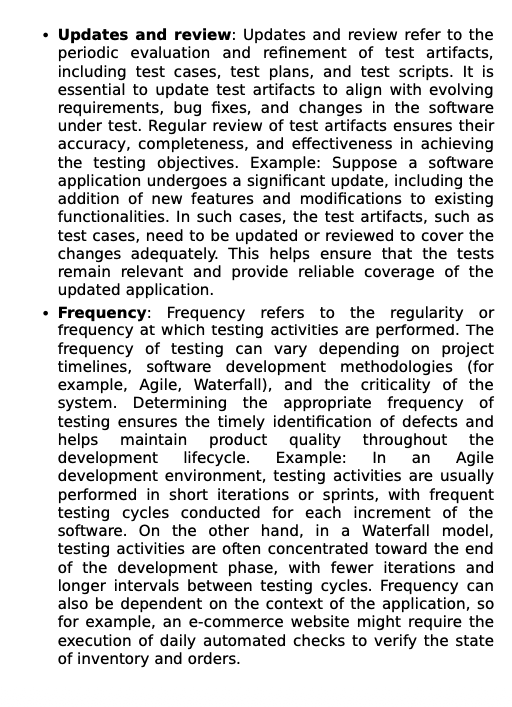 • Updates and review: Updates and review refer to the
periodic evaluation and refinement of test artifacts,
including test cases, test plans, and test scripts. It is
essential to update test artifacts to align with evolving
requirements, bug fixes, and changes in the software
under test. Regular review of test artifacts ensures their
accuracy, completeness, and effectiveness in achieving
the testing objectives. Example: Suppose a software
application undergoes a significant update, including the
addition of new features and modifications to existing
functionalities. In such cases, the test artifacts, such as
test cases, need to be updated or reviewed to cover the
changes adequately. This helps ensure that the tests
remain relevant and provide reliable coverage of the
updated application.
• Frequency: Frequency refers to the regularity or
frequency at which testing activities are performed. The
frequency of testing can vary depending on project
timelines, software development methodologies (for
example, Agile, Waterfall), and the criticality of the
system. Determining the appropriate frequency of
testing ensures the timely identification of defects and
helps maintain product quality throughout the
development lifecycle. Example: In an Agile
development environment, testing activities are usually
performed in short iterations or sprints, with frequent
testing cycles conducted for each increment of the
software. On the other hand, in a Waterfall model,
testing activities are often concentrated toward the end
of the development phase, with fewer iterations and
longer intervals between testing cycles. Frequency can
also be dependent on the context of the application, so
for example, an e-commerce website might require the
execution of daily automated checks to verify the state
of inventory and orders.